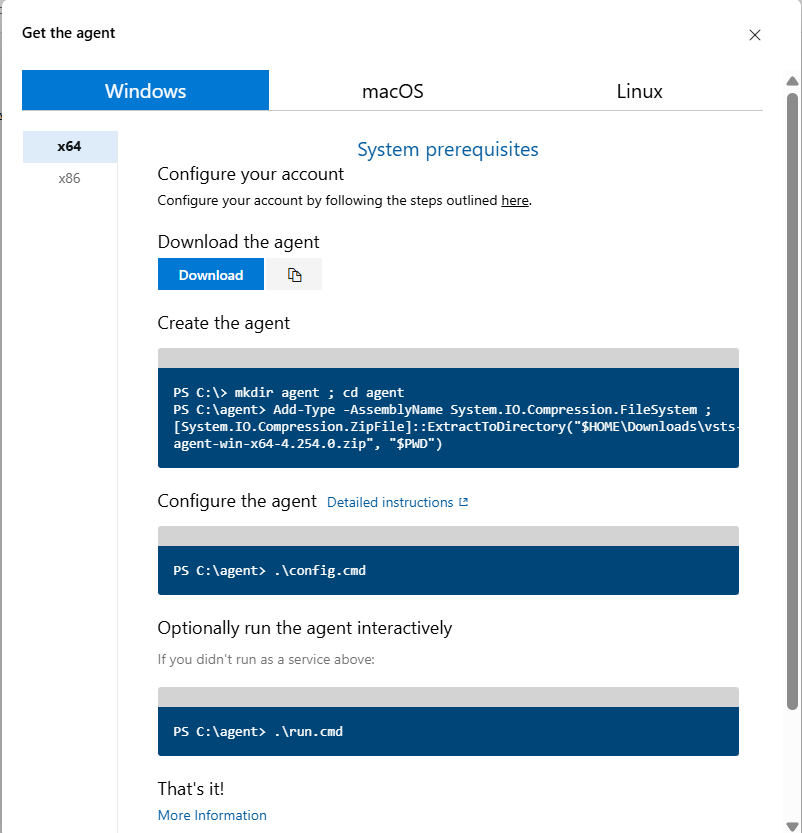 Get the agent
Windows
macOS
Linux
x64
x86
System prerequisites
Configure your account
Configure your account by following the steps outlined here.
Download the agent
Download
Create the agent
PS C:\> mkdir agent ; cd agent
PS C:\agent> Add-Type -AssemblyName System.IO.Compression.FileSystem ;
[System.IO.Compression.ZipFile]::ExtractToDirectory("$HOME\Downloads\vsts-
agent-win-x64-4.254.0.zip", "$PWD")
Configure the agent Detailed instructions
PS C:\agent> .\config.cmd
Optionally run the agent interactively
If you didn't run as a service above:
PS C:\agent> .\run.cmd
That's it!
More Information